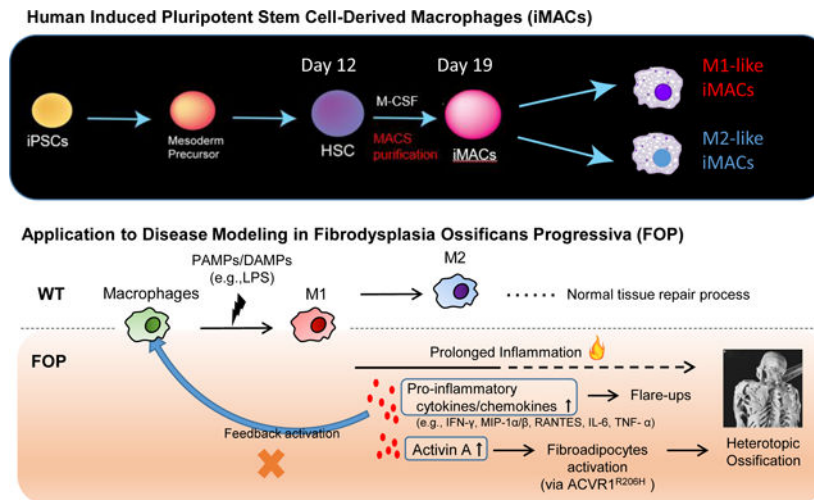 Human Induced Pluripotent Stem Cell-Derived Macrophages (iMACs)
Day 12
Day 19
M-CSF
MACS
purification
iPSCs
Mesoderm
Precursor
HSC
iMACs
M1-like
iMACs
M2-like
iMACs
Application to Disease Modeling in Fibrodysplasia Ossificans Progressiva (FOP)
WT
Macrophages
PAMPs/DAMPs
(e.g.,LPS)
M1
M2
Normal tissue repair process
FOP
Prolonged Inflammation
Pro-inflammatory
cytokines/chemokines ↑
Flare-ups
(e.g., IFN-γ, MIP-1α/β, RANTES, IL-6, TNF- α)
Feedback activation
Activin A ↑
Fibroadipocytes
activation
(via ACVR1R206H )
Heterotopic
Ossification